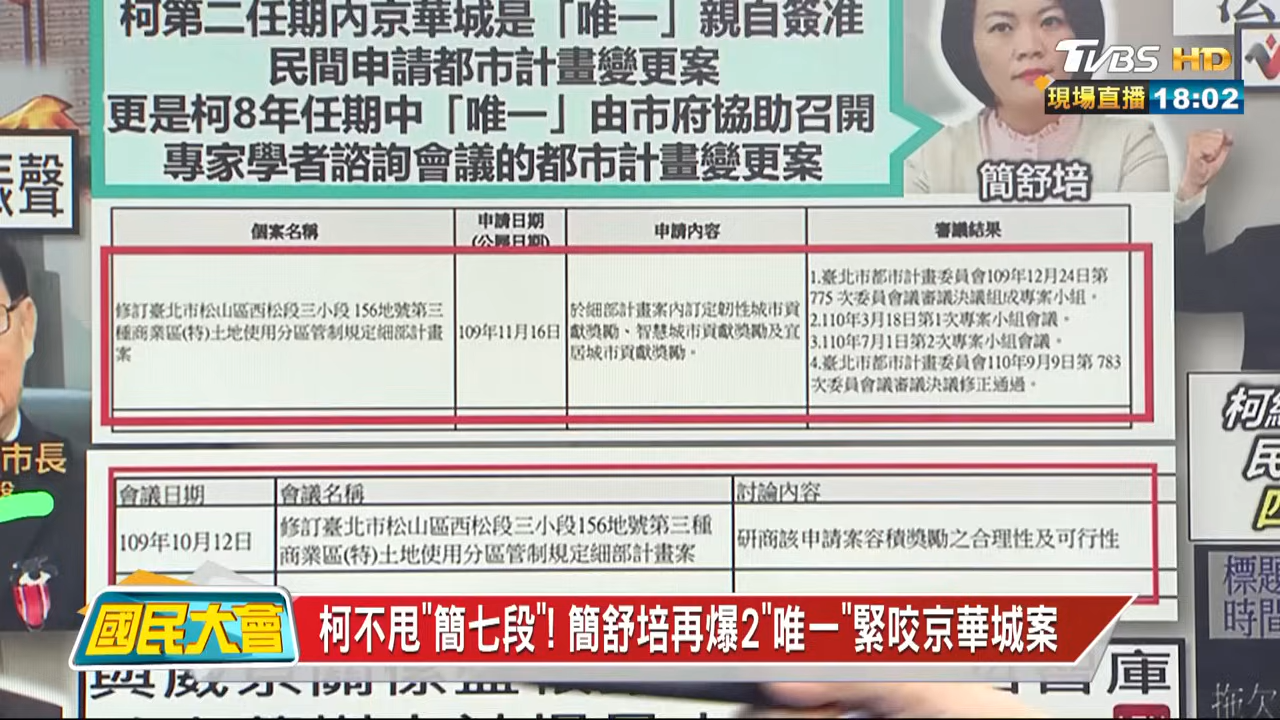 柯第二任期內京華城是「唯一」親自簽准
民間申請都市計畫變更案
更是柯8年任期中「唯一」由市府協助召開
專家學者諮詢會議的都市計畫變更案
簡舒培
TVBS HD
現場直播 18:02
聲
個案名稱
申請日期
(公展日期)
申請內容
審議結果
修訂臺北市松山區西松段三小段 156地號第三
種商業區(特)土地使用分區管制規定細部計畫
案
109年11月16日
於細部計畫案內訂定韌性城市貢
獻獎勵、智慧城市貢獻獎勵及宜
居城市貢獻獎勵。
1.臺北市都市計畫委員會109年12月24日第
775 次委員會議審議決議組成專案小組。
2.110年3月18日第1次專案小組會議。
3.110年7月1日第2次專案小組會議。
4.臺北市都市計畫委員會110年9月9日第 783
次委員會議審議決議修正通過。
市長
會議日期
會議名稱
討論內容
109年10月12日
修訂臺北市松山區西松段三小段156地號第三種
商業區(特)土地使用分區管制規定細部計畫案
研商該申請案容積獎勵之合理性及可行性
標題
時間
國民大會
柯不甩"簡七段"! 簡舒培再爆2"唯一"緊咬京華城案
智庫
拖欠